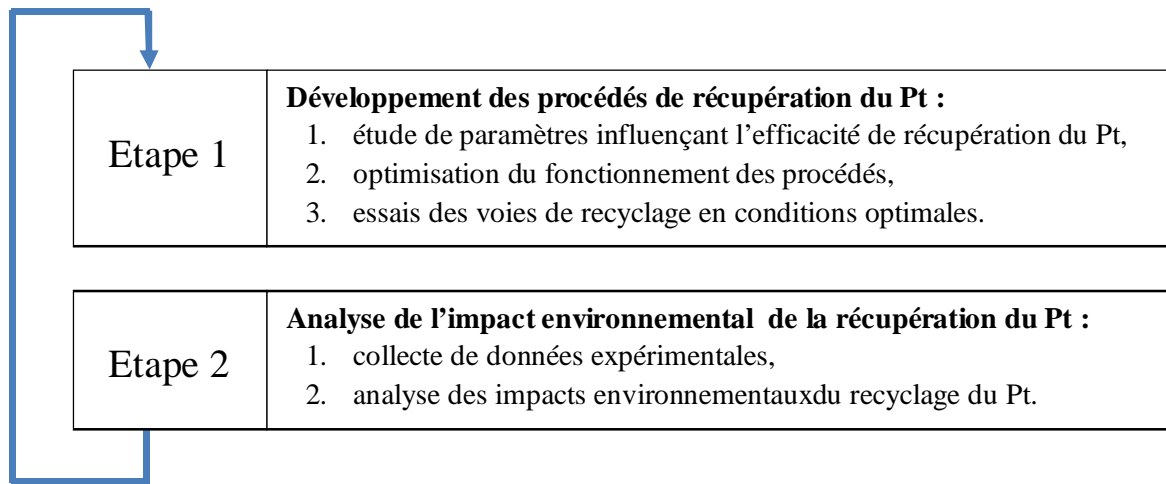 Etape 1
Développement des procédés de récupération du Pt :
1. étude de paramètres influençant l’efficacité de récupération du Pt,
2. optimisation du fonctionnement des procédés,
3. essais des voies de recyclage en conditions optimales.
Etape 2
Analyse de l’impact environnemental de la récupération du Pt :
1. collecte de données expérimentales,
2. analyse des impacts environnementauxdu recyclage du Pt.